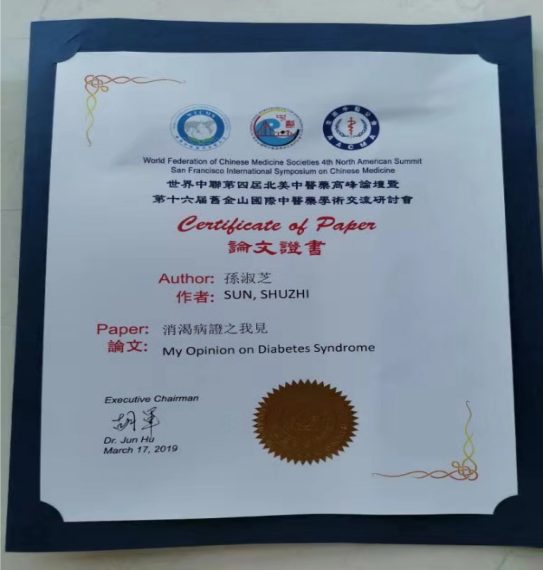 World Federation of Chinese Medicine Societies 4th North American Summit
San Francisco International Symposium on Chinese Medicine
世界中聯第四屆北美中醫藥高峰論壇暨
第十六届舊金山國際中醫藥學術交流研討會
Certificate of Paper
論文證書
Author: 孫淑芝
作者: SUN, SHUZHI
Paper: 消渴病證之我見
論文: My Opinion on Diabetes Syndrome
Executive Chairman
胡軍
Dr. Jun Hu
March 17, 2019